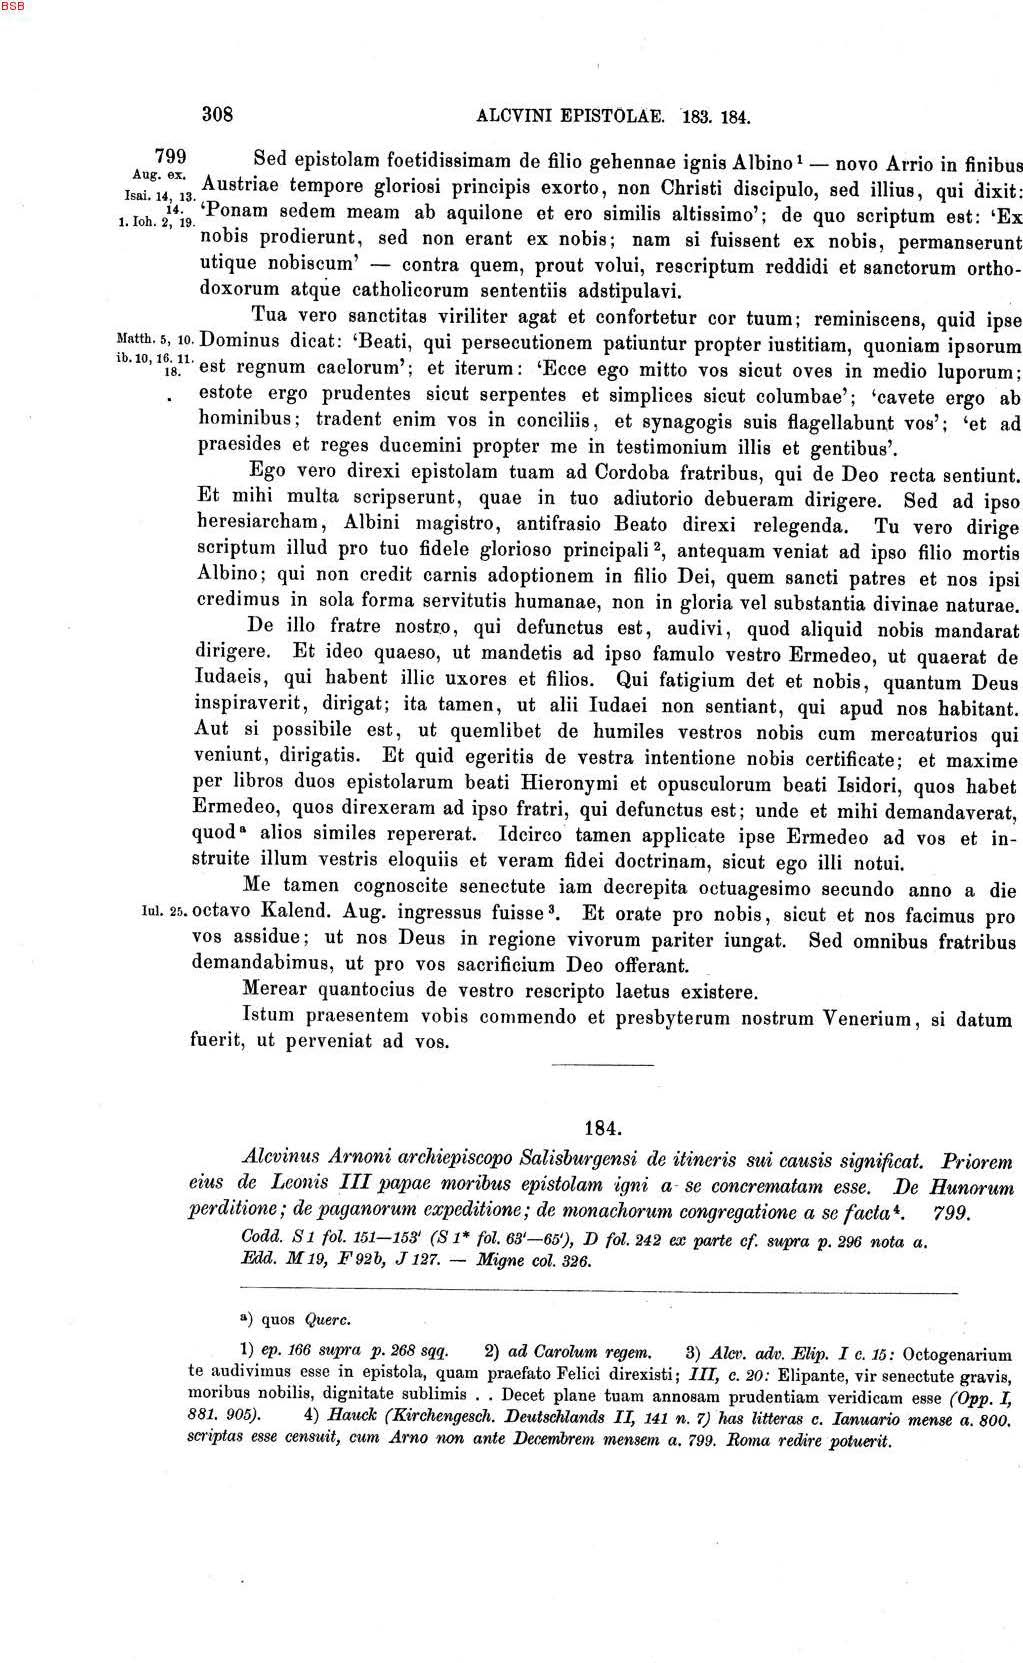 BSB
308 ALCVINI EPISTOLAE. 183. 184.
799 Sed epistolam foetidissimam de filio gehennae ignis Albino¹ — novo Arrio in finibus
Aug. ex.
Isai. 14, 13. Austriae tempore gloriosi principis exorto, non Christi discipulo, sed illius, qui dixit:
14. ‘Ponam sedem meam ab aquilone et ero similis altissimo’; de quo scriptum est: ‘Ex
1. Ioh. 2, 19. nobis prodierunt, sed non erant ex nobis; nam si fuissent ex nobis, permanserunt
utique nobiscum’ — contra quem, prout volui, rescriptum reddidi et sanctorum ortho-
doxorum atque catholicorum sententiis adstipulavi.
Tua vero sanctitas viriliter agat et confortetur cor tuum; reminiscens, quid ipse
Matth. 5, 10. Dominus dicat: ‘Beati, qui persecutionem patiuntur propter iustitiam, quoniam ipsorum
ib. 10, 16. 11. 18. est regnum caelorum’; et iterum: ‘Ecce ego mitto vos sicut oves in medio luporum;
estote ergo prudentes sicut serpentes et simplices sicut columbae’; ‘cavete ergo ab
hominibus; tradent enim vos in conciliis, et synagogis suis flagellabunt vos’; ‘et ad
praesides et reges ducemini propter me in testimonium illis et gentibus’.
Ego vero direxi epistolam tuam ad Cordoba fratribus, qui de Deo recta sentiunt.
Et mihi multa scripserunt, quae in tuo adiutorio debueram dirigere. Sed ad ipso
heresiarcham, Albini magistro, antifrasio Beato direxi relegenda. Tu vero dirige
scriptum illud pro tuo fidele glorioso principali², antequam veniat ad ipso filio mortis
Albino; qui non credit carnis adoptionem in filio Dei, quem sancti patres et nos ipsi
credimus in sola forma servitutis humanae, non in gloria vel substantia divinae naturae.
De illo fratre nostro, qui defunctus est, audivi, quod aliquid nobis mandarat
dirigere. Et ideo quaeso, ut mandetis ad ipso famulo vestro Ermedeo, ut quaerat de
Iudaeis, qui habent illic uxores et filios. Qui fatigium det et nobis, quantum Deus
inspiraverit, dirigat; ita tamen, ut alii Iudaei non sentiant, qui apud nos habitant.
Aut si possibile est, ut quemlibet de humiles vestros nobis cum mercaturios qui
veniunt, dirigatis. Et quid egeritis de vestra intentione nobis certificate; et maxime
per libros duos epistolarum beati Hieronymi et opusculorum beati Isidori, quos habet
Ermedeo, quos direxeram ad ipso fratri, qui defunctus est; unde et mihi demandaverat,
quodᵃ alios similes repererat. Idcirco tamen applicate ipse Ermedeo ad vos et in-
struite illum vestris eloquiis et veram fidei doctrinam, sicut ego illi notui.
Me tamen cognoscite senectute iam decrepita octuagesimo secundo anno a die
Iul. 25. octavo Kalend. Aug. ingressus fuisse³. Et orate pro nobis, sicut et nos facimus pro
vos assidue; ut nos Deus in regione vivorum pariter iungat. Sed omnibus fratribus
demandabimus, ut pro vos sacrificium Deo offerant.
Merear quantocius de vestro rescripto laetus existere.
Istum praesentem vobis commendo et presbyterum nostrum Venerium, si datum
fuerit, ut perveniat ad vos.
184.
Alcvinus Arnoni archiepiscopo Salisburgensi de itineris sui causis significat. Priorem
eius de Leonis III papae moribus epistolam igni a se concrematam esse. De Hunorum
perditione; de paganorum expeditione; de monachorum congregatione a se facta⁴. 799.
Codd. S 1 fol. 151—153' (S 1* fol. 63'—65'), D fol. 242 ex parte cf. supra p. 296 nota a.
Edd. M 19, F 92b, J 127. — Migne col. 326.
ᵃ) quos Querc.
1) ep. 166 supra p. 268 sqq. 2) ad Carolum regem. 3) Alcv. adv. Elip. I c. 15: Octogenarium
te audivimus esse in epistola, quam praefato Felici direxisti; III, c. 20: Elipante, vir senectute gravis,
moribus nobilis, dignitate sublimis . . Decet plane tuam annosam prudentiam veridicam esse (Opp. I,
881. 905). 4) Hauck (Kirchengesch. Deutschlands II, 141 n. 7) has litteras c. Ianuario mense a. 800.
scriptas esse censuit, cum Arno non ante Decembrem mensem a. 799. Roma redire potuerit.